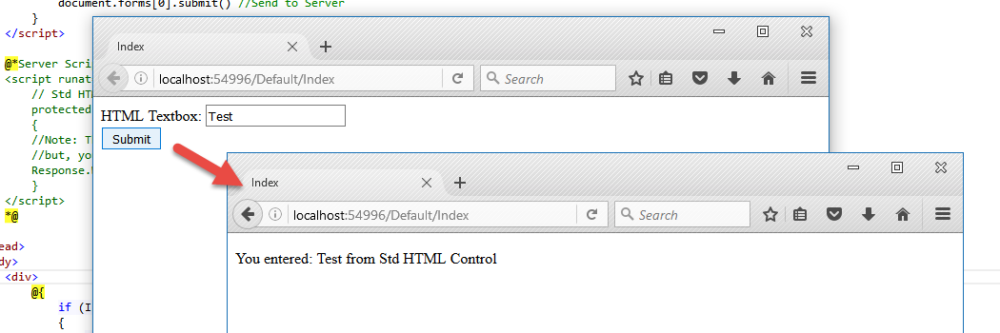 document.forms[0].submit() //Send to Server
}
</script>
@*Server Scri
<script runat
// Std HTM
protected
{
//Note: T
//but, yo
Response.
}
</script>
*@
ead>
dy>
<div>
@{
if (I
{
Index
localhost:54996/Default/Index
Search
HTML Textbox: Test
Submit
Index
localhost:54996/Default/Index
Search
You entered: Test from Std HTML Control